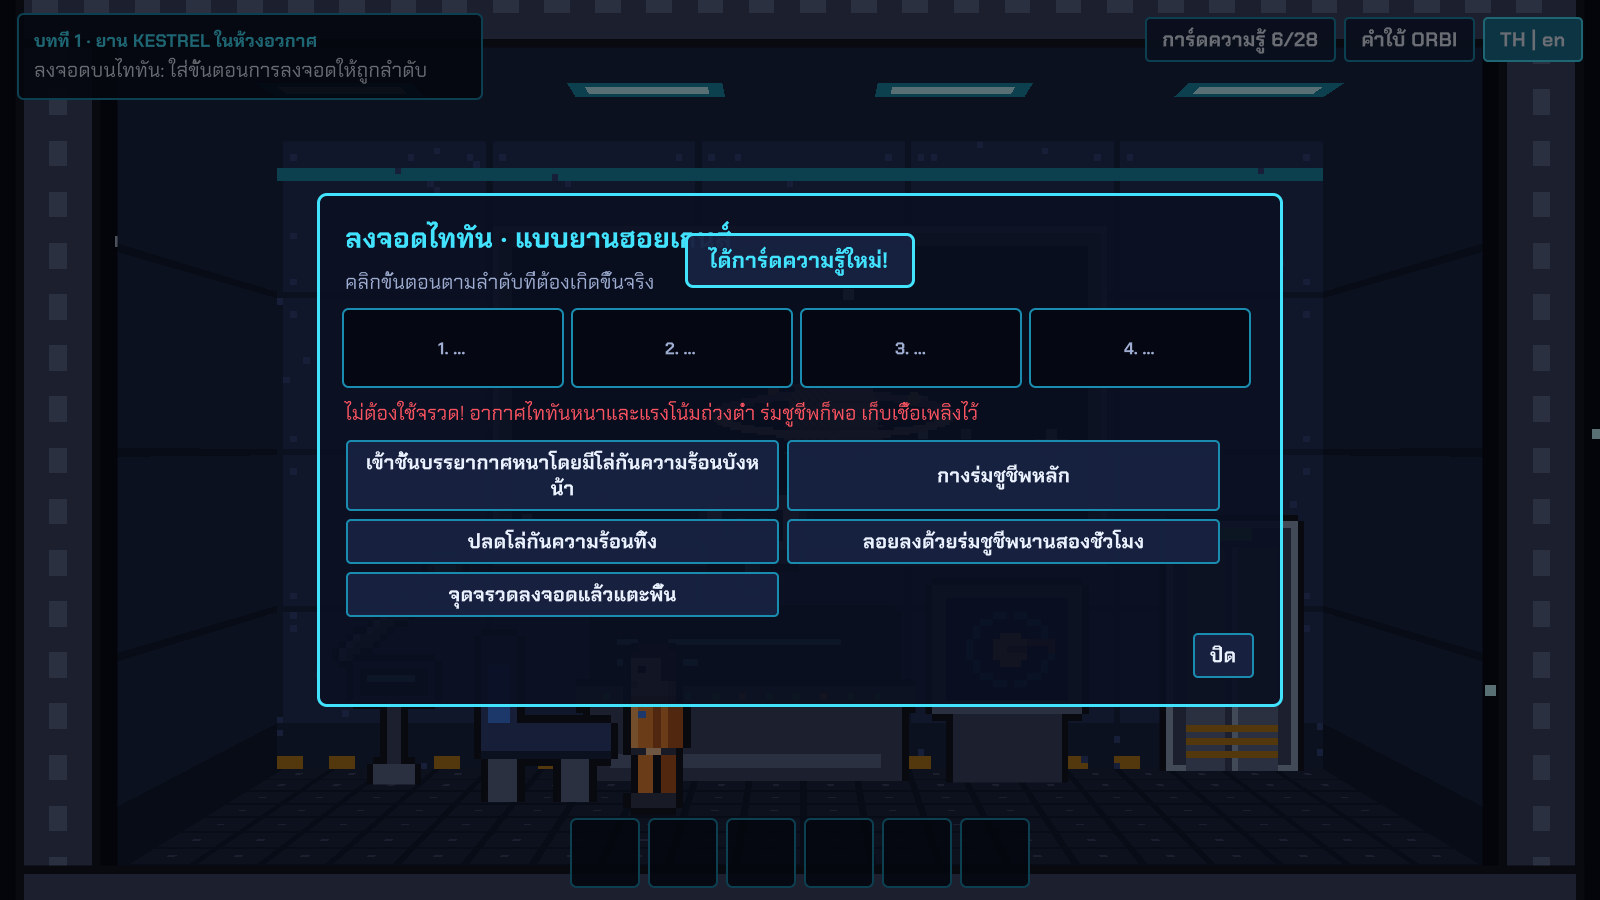 บทที่ 1 · ยาน KESTREL ในห้วงอวกาศ
ลงจอดบนไททัน: ใส่ขั้นตอนการลงจอดให้ถูกลำดับ
การ์ดความรู้ 6/28
คำใบ้ ORBI
TH | en
ลงจอดไททัน · แบบยานฮอยเกนส์
ได้การ์ดความรู้ใหม่!
คลิกขั้นตอนตามลำดับที่ต้องเกิดขึ้นจริง
1. ...
2. ...
3. ...
4. ...
ไม่ต้องใช้จรวด! อากาศไททันหนาและแรงโน้มถ่วงต่ำ ร่มชูชีพก็พอ เก็บเชื้อเพลิงไว้
เข้าชั้นบรรยากาศหนาโดยมีโล่กันความร้อนบังห
น้า
กางร่มชูชีพหลัก
ปลดโล่กันความร้อนทิ้ง
ลอยลงด้วยร่มชูชีพนานสองชั่วโมง
จุดจรวดลงจอดแล้วแตะพื้น
ปิด